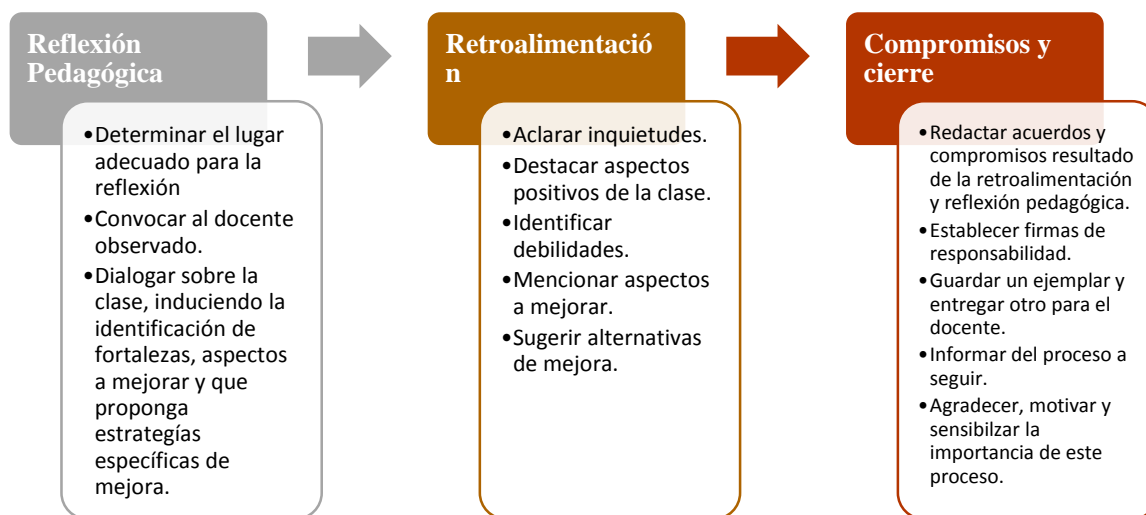 Reflexión
Pedagógica
•Determinar el lugar
adecuado para la
reflexión
•Convocar al docente
observado.
•Dialogar sobre la
clase, induciendo la
identificación de
fortalezas, aspectos
a mejorar y que
proponga
estrategías
específicas de
mejora.
Retroalimentació
n
•Aclarar inquietudes.
•Destacar aspectos
positivos de la clase.
•Identificar
debilidades.
•Mencionar aspectos
a mejorar.
•Sugerir alternativas
de mejora.
Compromisos y
cierre
•Redactar acuerdos y
compromisos resultado
de la retroalimentación
y reflexión pedagógica.
•Establecer firmas de
responsabilidad.
•Guardar un ejemplar y
entregar otro para el
docente.
•Informar del proceso a
seguir.
•Agradecer, motivar y
sensibilzar la
importancia de este
proceso.